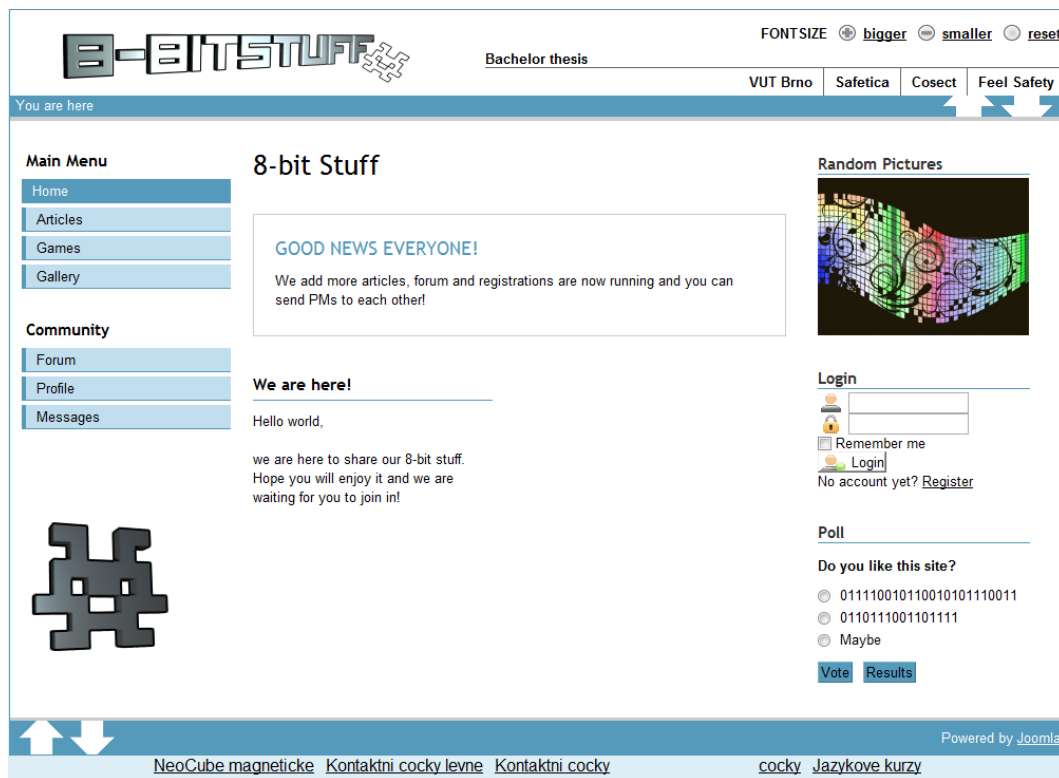 8-BITSTUFF
FONTSIZE bigger smaller reset
Bachelor thesis
VUT Brno Safetica Cosect Feel Safety
You are here
Main Menu
Home
Articles
Games
Gallery
Community
Forum
Profile
Messages
8-bit Stuff
GOOD NEWS EVERYONE!
We add more articles, forum and registrations are now running and you can
send PMs to each other!
We are here!
Hello world,
we are here to share our 8-bit stuff.
Hope you will enjoy it and we are
waiting for you to join in!
Random Pictures
Login
Remember me
Login
No account yet? Register
Poll
Do you like this site?
011110010110010101110011
0110111001101111
Maybe
Vote Results
Powered by Joomla
NeoCube magneticke Kontaktni cocky levne Kontaktni cocky cocky Jazykove kurzy